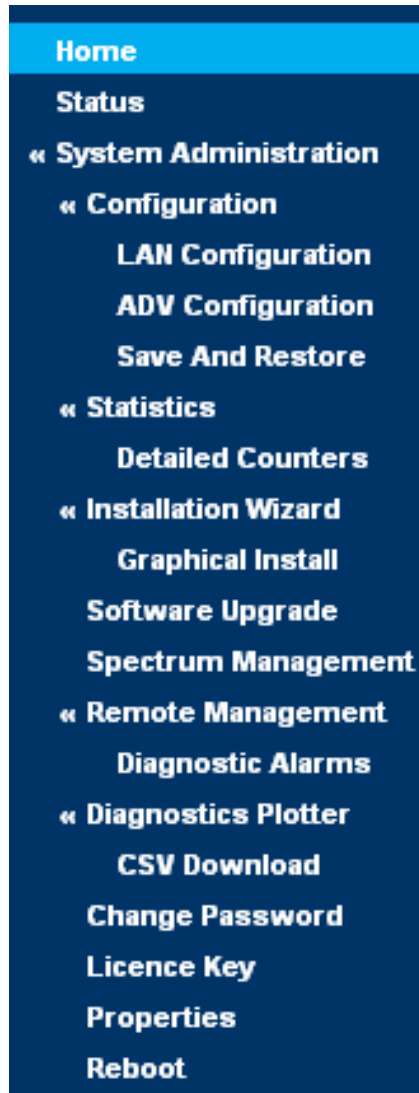 Home
Status
« System Administration
« Configuration
LAN Configuration
ADV Configuration
Save And Restore
« Statistics
Detailed Counters
« Installation Wizard
Graphical Install
Software Upgrade
Spectrum Management
« Remote Management
Diagnostic Alarms
« Diagnostics Plotter
CSV Download
Change Password
Licence Key
Properties
Reboot